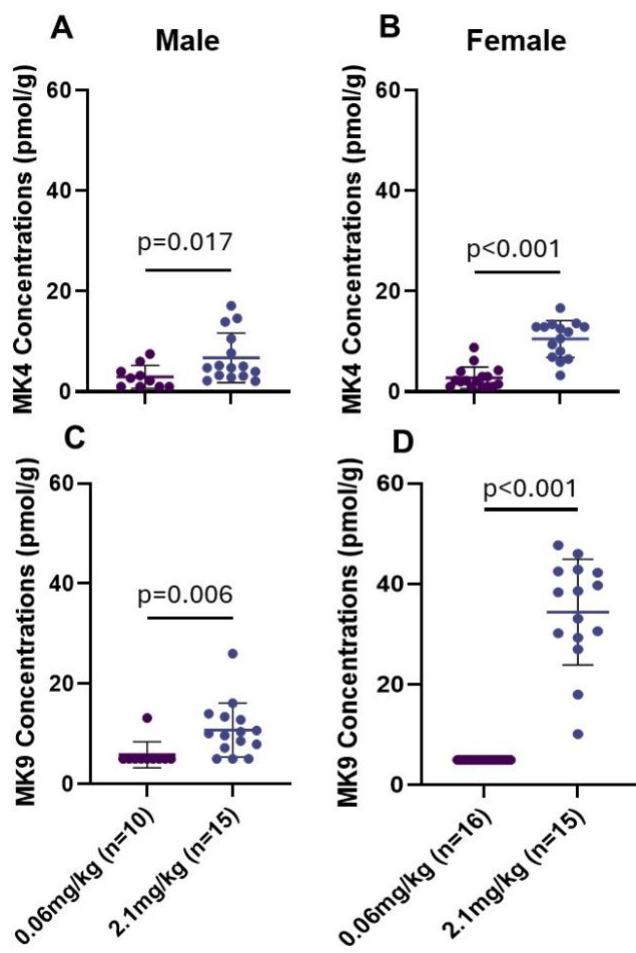 A
Male
B
Female
MK4 Concentrations (pmol/g)
60
40
20
0
p=0.017
MK4 Concentrations (pmol/g)
60
40
20
0
p<0.001
C
MK9 Concentrations (pmol/g)
60
40
20
0
p=0.006
0.06mg/kg (n=10)
2.1mg/kg (n=15)
D
MK9 Concentrations (pmol/g)
60
40
20
0
p<0.001
0.06mg/kg (n=16)
2.1mg/kg (n=15)